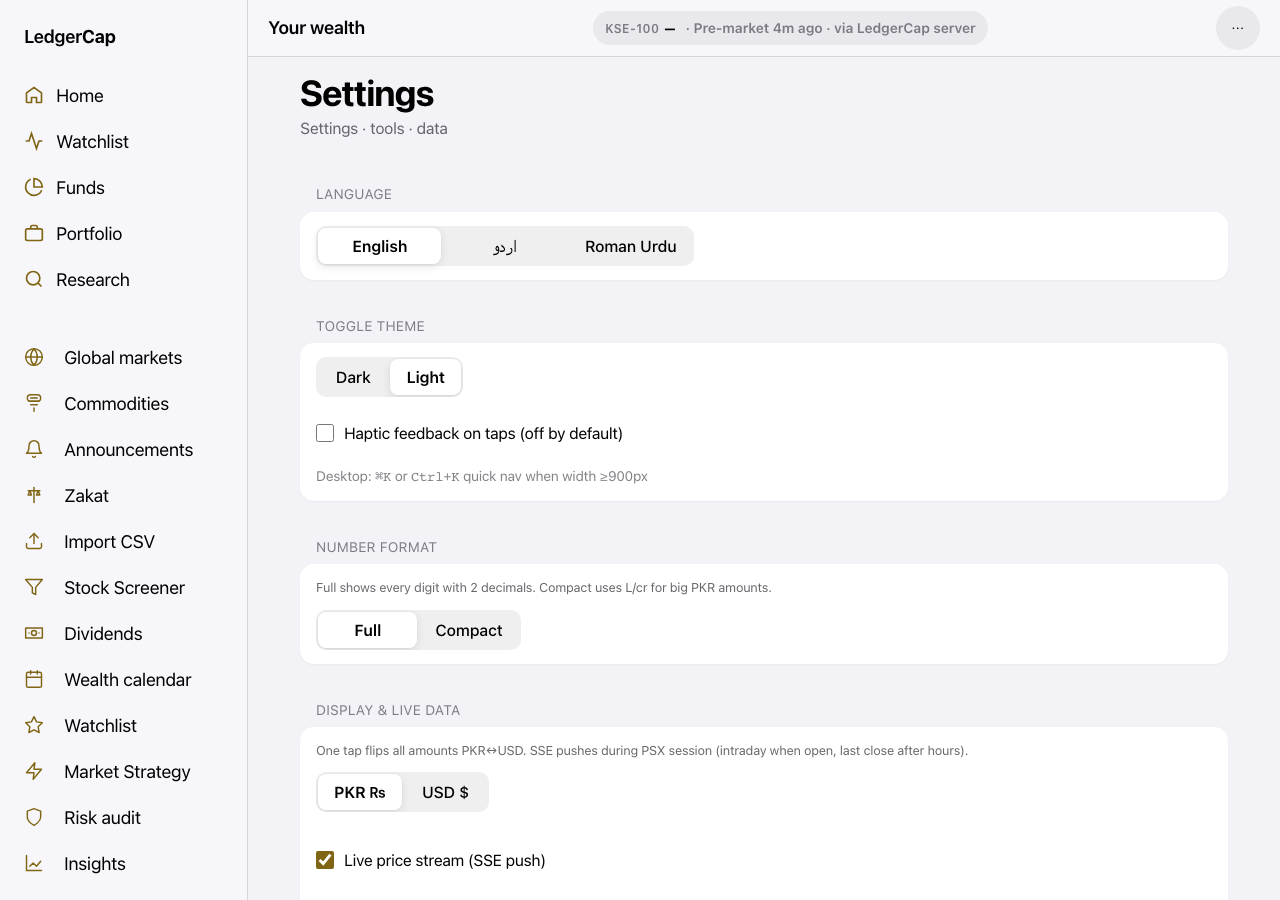 LedgerCap
Home
Watchlist
Funds
Portfolio
Research
Global markets
Commodities
Announcements
Zakat
Import CSV
Stock Screener
Dividends
Wealth calendar
Watchlist
Market Strategy
Risk audit
Insights
Your wealth
KSE-100 — · Pre-market 4m ago · via LedgerCap server
...
Settings
Settings · tools · data
LANGUAGE
English اردو Roman Urdu
TOGGLE THEME
Dark Light
Haptic feedback on taps (off by default)
Desktop: ⌘K or Ctrl+K quick nav when width ≥900px
NUMBER FORMAT
Full shows every digit with 2 decimals. Compact uses L/cr for big PKR amounts.
Full Compact
DISPLAY & LIVE DATA
One tap flips all amounts PKR↔USD. SSE pushes during PSX session (intraday when open, last close after hours).
PKR ₨ USD $
Live price stream (SSE push)